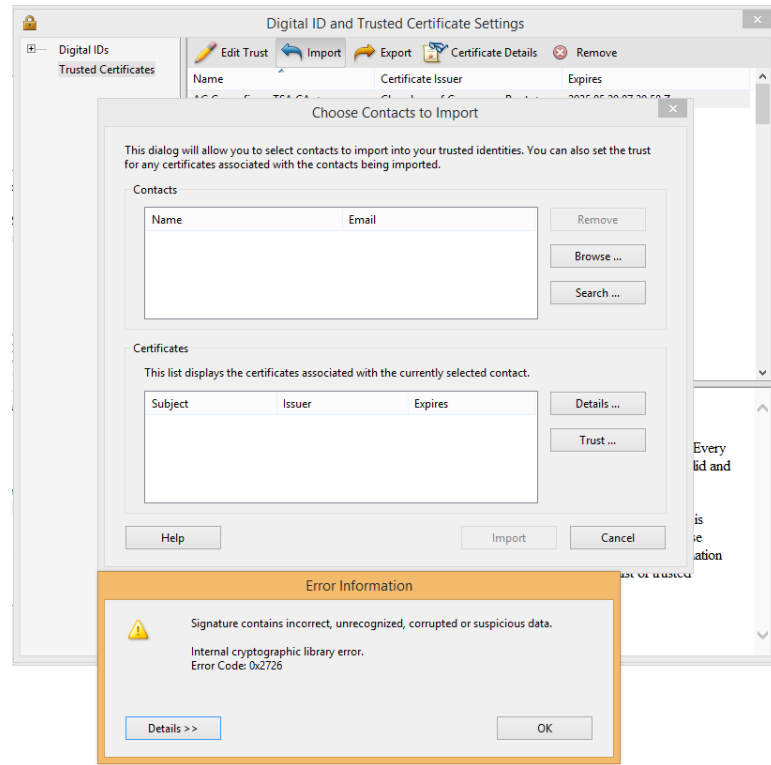 Digital ID and Trusted Certificate Settings
Digital IDs
Trusted Certificates
Edit Trust Import Export Certificate Details Remove
Name Certificate Issuer Expires
Choose Contacts to Import
This dialog will allow you to select contacts to import into your trusted identities. You can also set the trust
for any certificates associated with the contacts being imported.
Contacts
Name Email
Remove
Browse ...
Search ...
Certificates
This list displays the certificates associated with the currently selected contact.
Subject Issuer Expires
Details ...
Trust ...
Every
lid and
is
se
ation
Help Import Cancel
list of trusted
Error Information
Signature contains incorrect, unrecognized, corrupted or suspicious data.
Internal cryptographic library error.
Error Code: 0x2726
Details >> OK